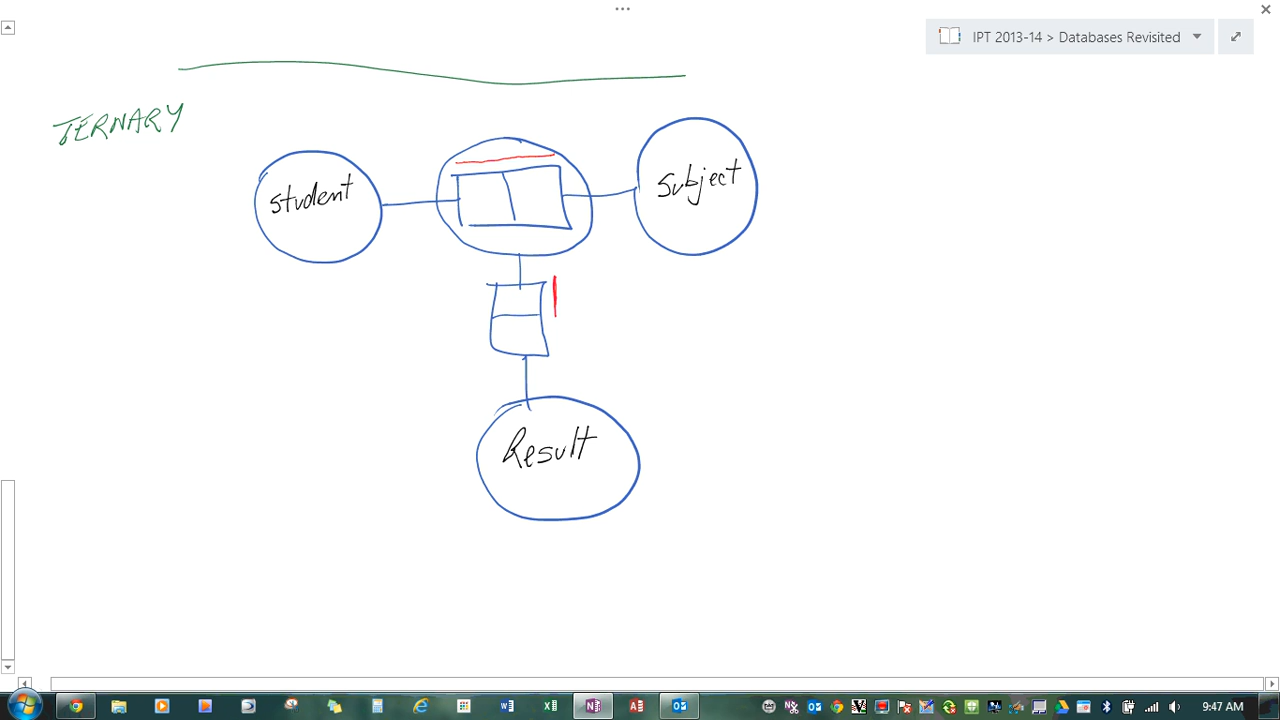 IPT 2013-14 > Databases Revisited
TERNARY
Student
Subject
Result
9:47 AM